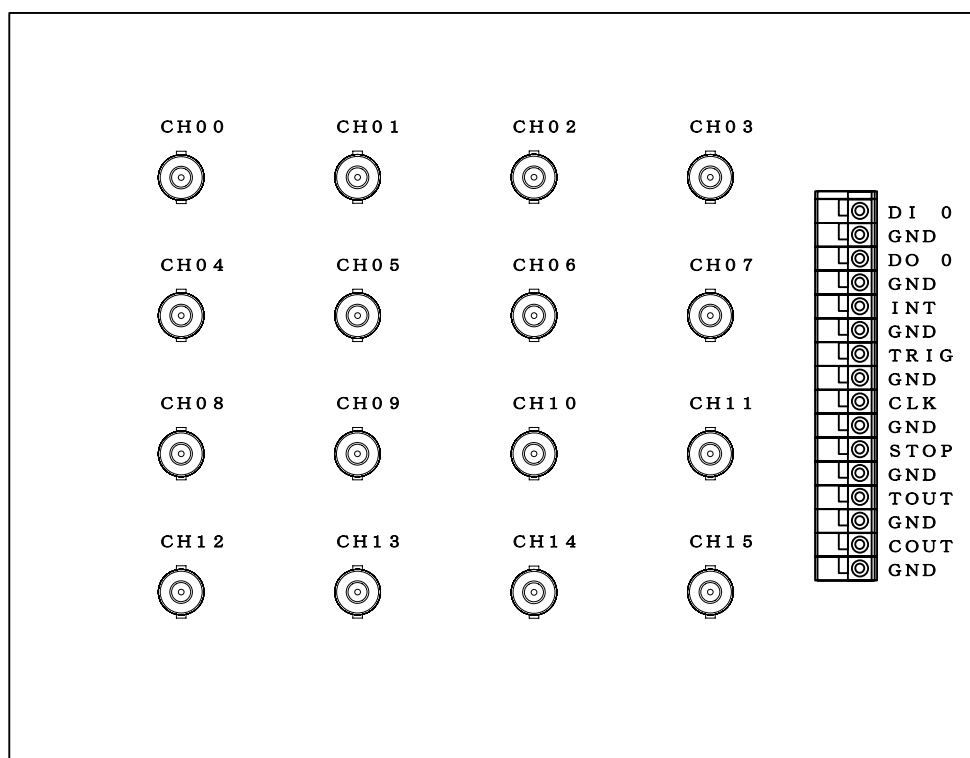 CH00 CH01 CH02 CH03
CH04 CH05 CH06 CH07
CH08 CH09 CH10 CH11
CH12 CH13 CH14 CH15
DI 0
GND
DO 0
GND
INT
GND
TRIG
GND
CLK
GND
STOP
GND
TOUT
GND
COUT
GND